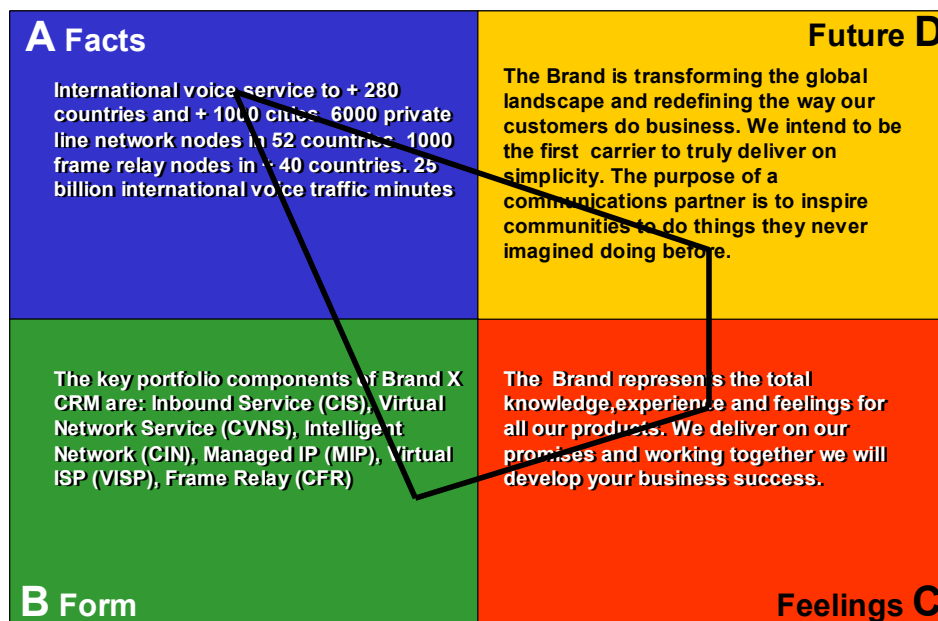 A Facts
International voice service to + 280
countries and + 1000 cities. 6000 private
line network nodes in 52 countries. 1000
frame relay nodes in + 40 countries. 25
billion international voice traffic minutes
Future D
The Brand is transforming the global
landscape and redefining the way our
customers do business. We intend to be
the first carrier to truly deliver on
simplicity. The purpose of a
communications partner is to inspire
communities to do things they never
imagined doing before.
The key portfolio components of Brand X
CRM are: Inbound Service (CIS), Virtual
Network Service (CVNS), Intelligent
Network (CIN), Managed IP (MIP), Virtual
ISP (VISP), Frame Relay (CFR)
B Form
The Brand represents the total
knowledge,experience and feelings for
all our products. We deliver on our
promises and working together we will
develop your business success.
Feelings C